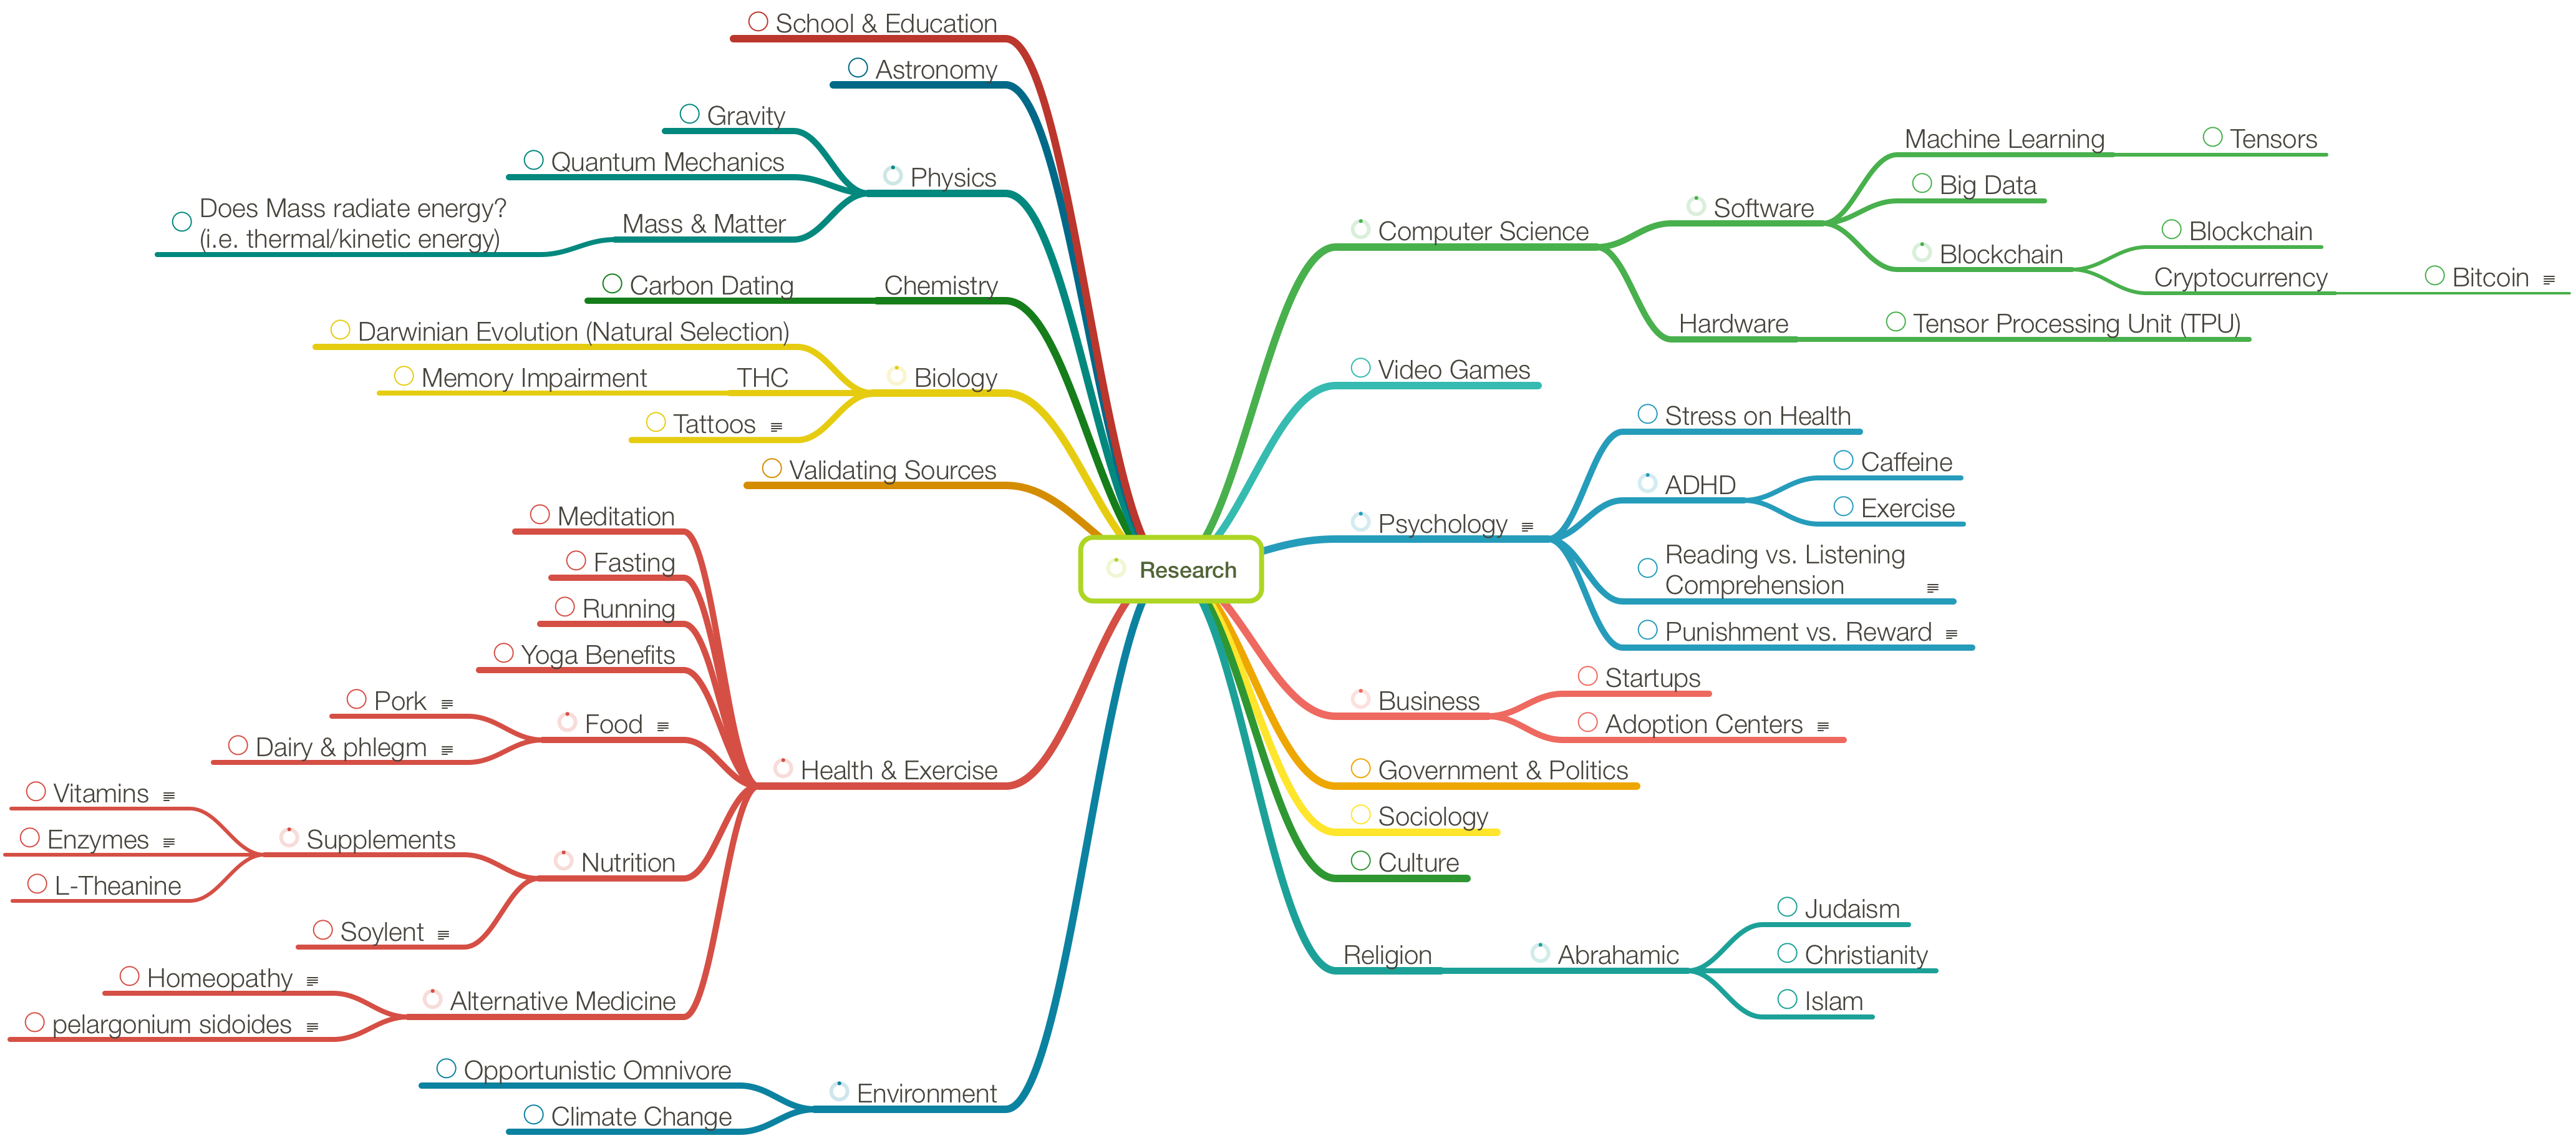 School & Education
Astronomy
Gravity
Quantum Mechanics
Physics
Does Mass radiate energy?
(i.e. thermal/kinetic energy)
Mass & Matter
Carbon Dating
Chemistry
Darwinian Evolution (Natural Selection)
Memory Impairment
THC
Biology
Tattoos
Validating Sources
Meditation
Fasting
Running
Yoga Benefits
Pork
Food
Dairy & phlegm
Health & Exercise
Vitamins
Enzymes
Supplements
L-Theanine
Nutrition
Soylent
Homeopathy
Alternative Medicine
pelargonium sidoides
Opportunistic Omnivore
Environment
Climate Change
Research
Computer Science
Software
Machine Learning
Tensors
Big Data
Blockchain
Blockchain
Cryptocurrency
Bitcoin
Hardware
Tensor Processing Unit (TPU)
Video Games
Psychology
Stress on Health
ADHD
Caffeine
Exercise
Reading vs. Listening
Comprehension
Punishment vs. Reward
Business
Startups
Adoption Centers
Government & Politics
Sociology
Culture
Religion
Abrahamic
Judaism
Christianity
Islam